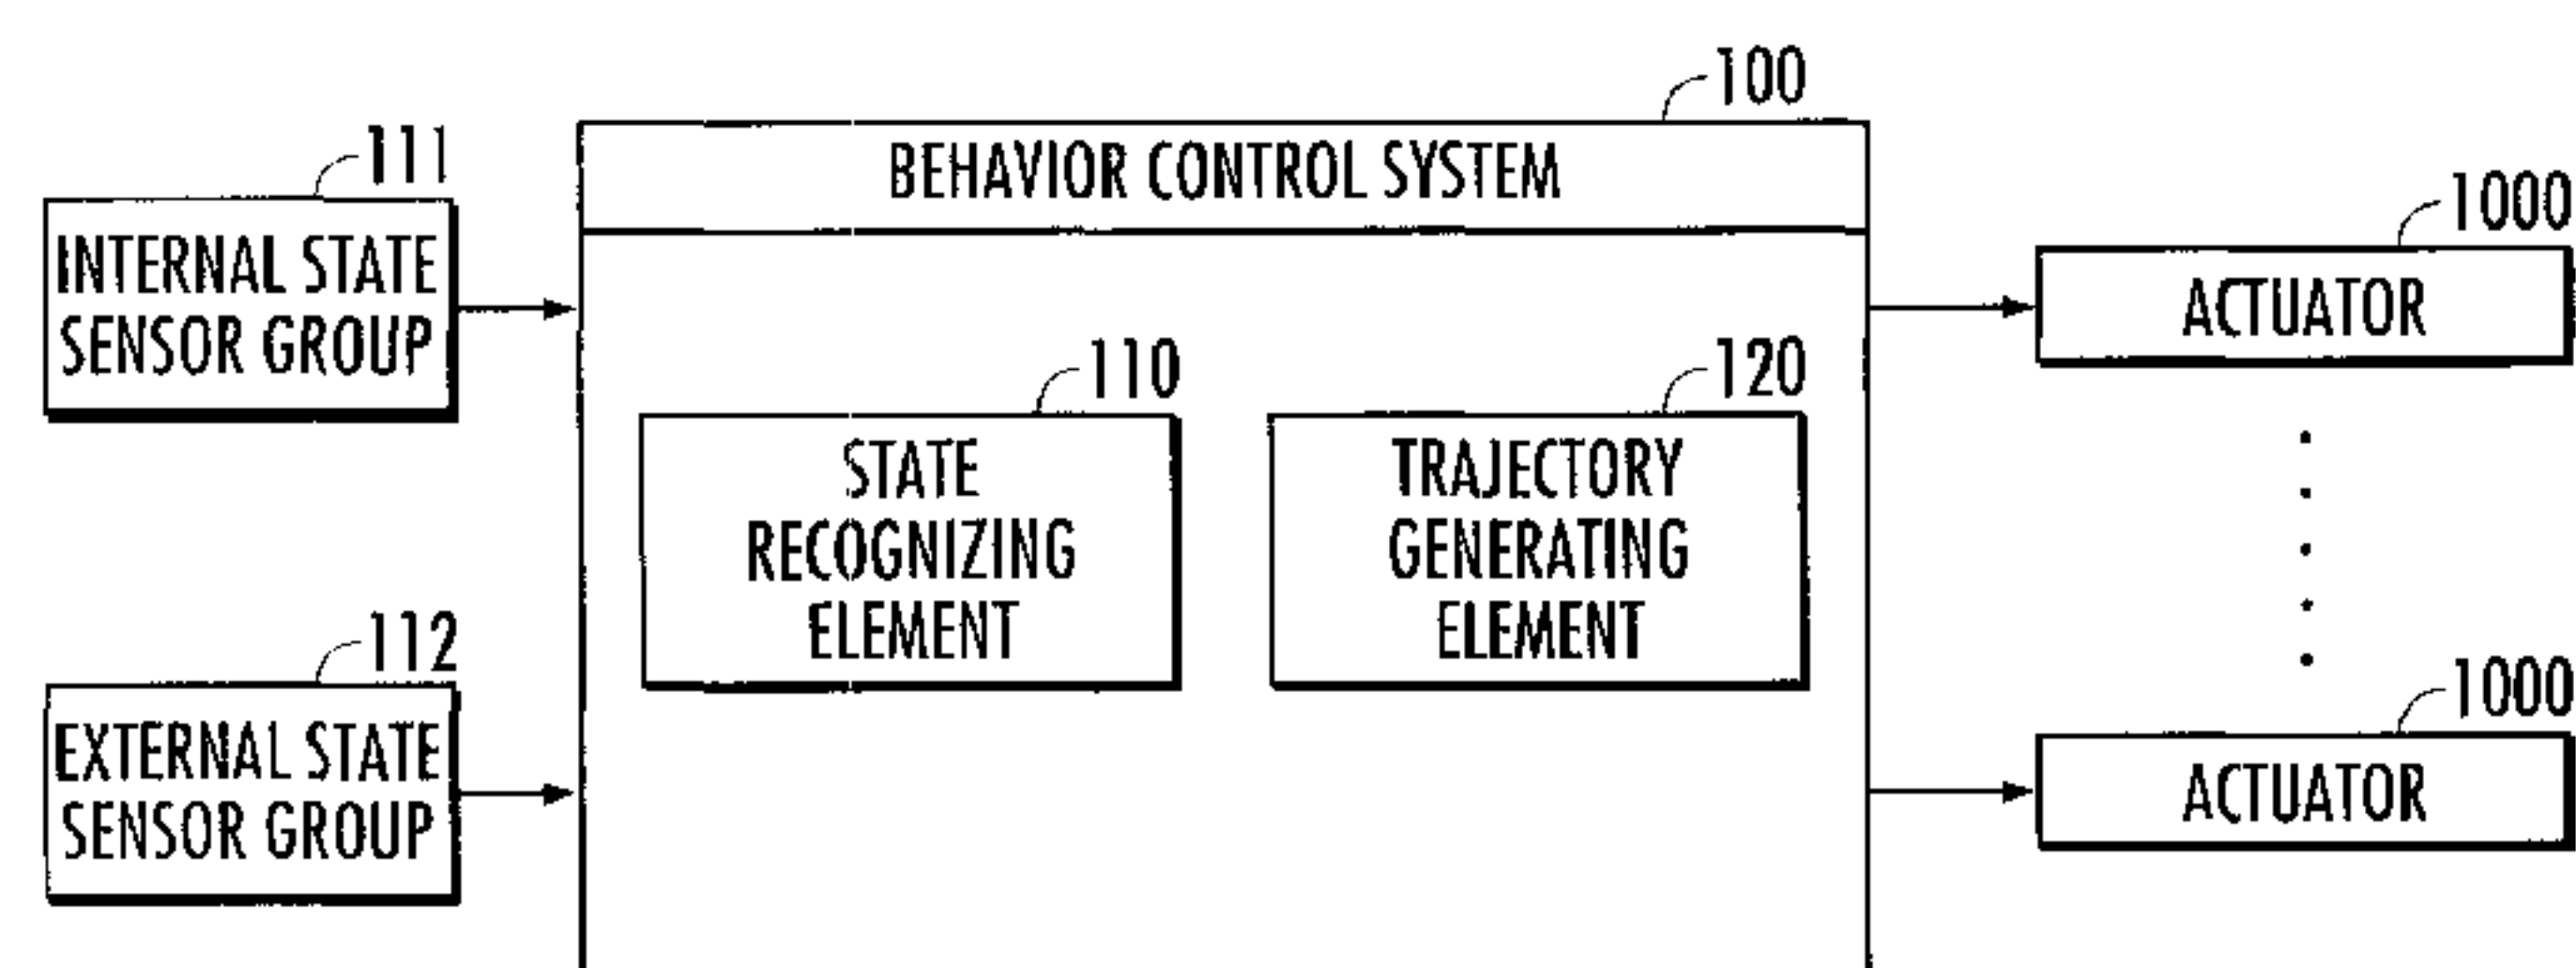 100
BEHAVIOR CONTROL SYSTEM
111
INTERNAL STATE
SENSOR GROUP
1000
ACTUATOR
110
STATE
RECOGNIZING
ELEMENT
120
TRAJECTORY
GENERATING
ELEMENT
112
EXTERNAL STATE
SENSOR GROUP
1000
ACTUATOR